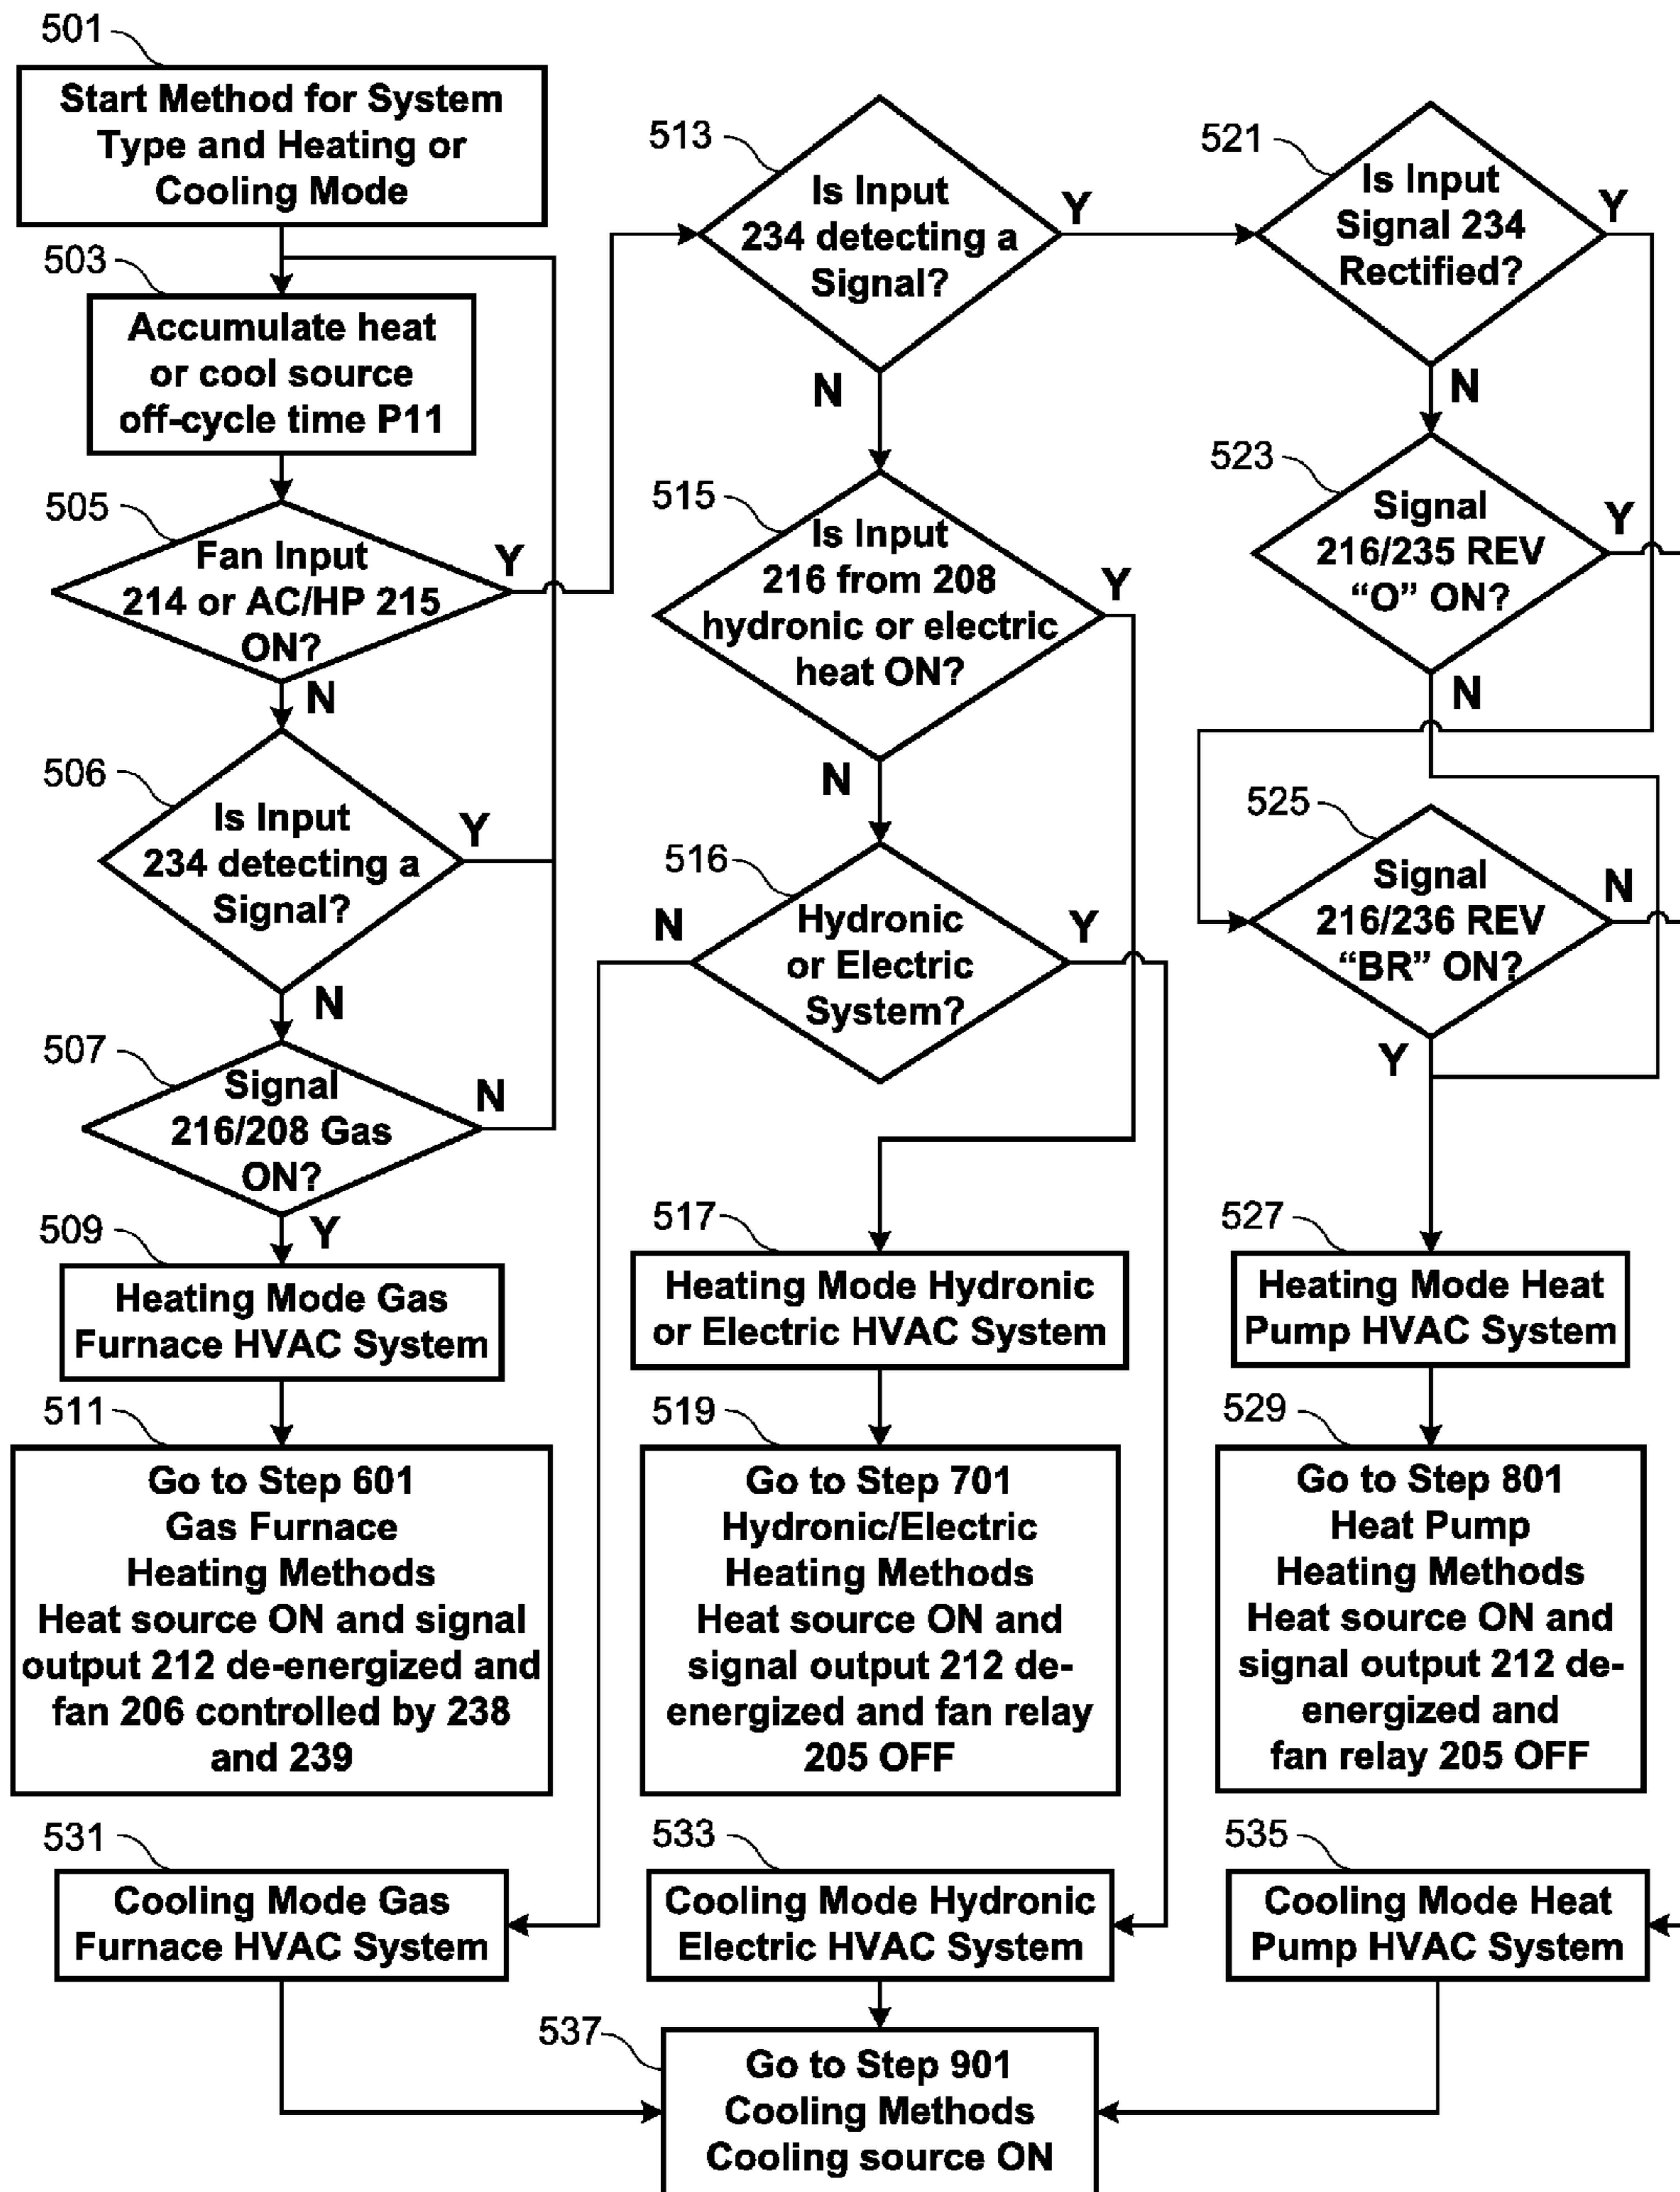 501
Start Method for System
Type and Heating or
Cooling Mode
503
Accumulate heat
or cool source
off-cycle time P11
505
Fan Input
214 or AC/HP 215
ON?
Y
N
506
Is Input
234 detecting a
Signal?
Y
N
507
Signal
216/208 Gas
ON?
N
Y
509
Heating Mode Gas
Furnace HVAC System
511
Go to Step 601
Gas Furnace
Heating Methods
Heat source ON and signal
output 212 de-energized and
fan 206 controlled by 238
and 239
513
Is Input
234 detecting a
Signal?
Y
N
515
Is Input
216 from 208
hydronic or electric
heat ON?
Y
N
516
Hydronic
or Electric
System?
N
Y
517
Heating Mode Hydronic
or Electric HVAC System
519
Go to Step 701
Hydronic/Electric
Heating Methods
Heat source ON and
signal output 212 de-
energized and fan relay
205 OFF
521
Is Input
Signal 234
Rectified?
Y
N
523
Signal
216/235 REV
“O” ON?
Y
N
525
Signal
216/236 REV
“BR” ON?
N
Y
527
Heating Mode Heat
Pump HVAC System
529
Go to Step 801
Heat Pump
Heating Methods
Heat source ON and
signal output 212 de-
energized and
fan relay 205 OFF
531
Cooling Mode Gas
Furnace HVAC System
533
Cooling Mode Hydronic
Electric HVAC System
535
Cooling Mode Heat
Pump HVAC System
537
Go to Step 901
Cooling Methods
Cooling source ON